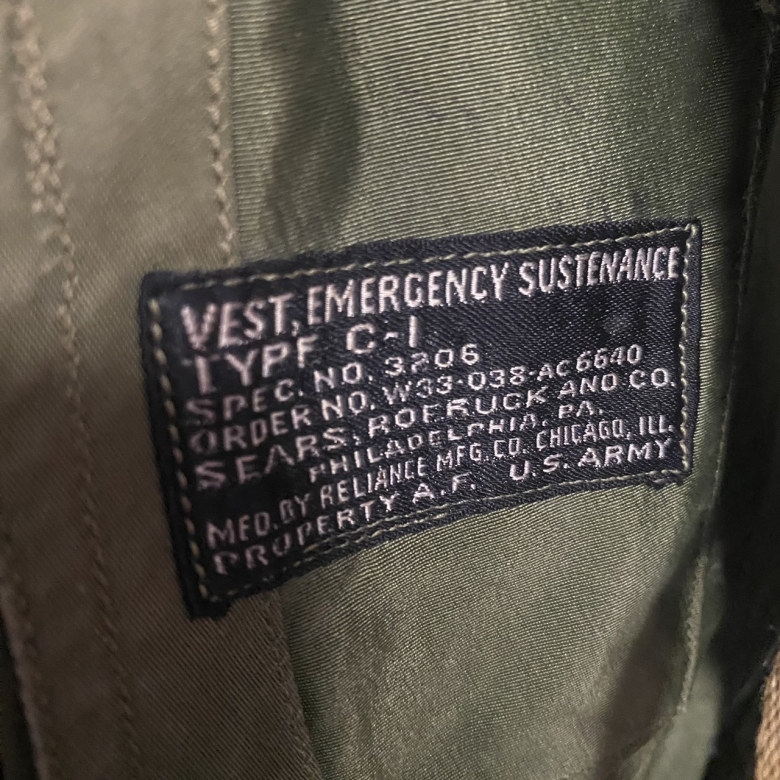 VEST, EMERGENCY SUSTENANCE
TYPE C-1
SPEC. NO. 3206
ORDER NO. W33-038-AC6640
SEARS, ROEBUCK AND CO.
PHILADELPHIA, PA.
MFD. BY RELIANCE MFG. CO. CHICAGO, ILL.
PROPERTY A.F. U.S. ARMY